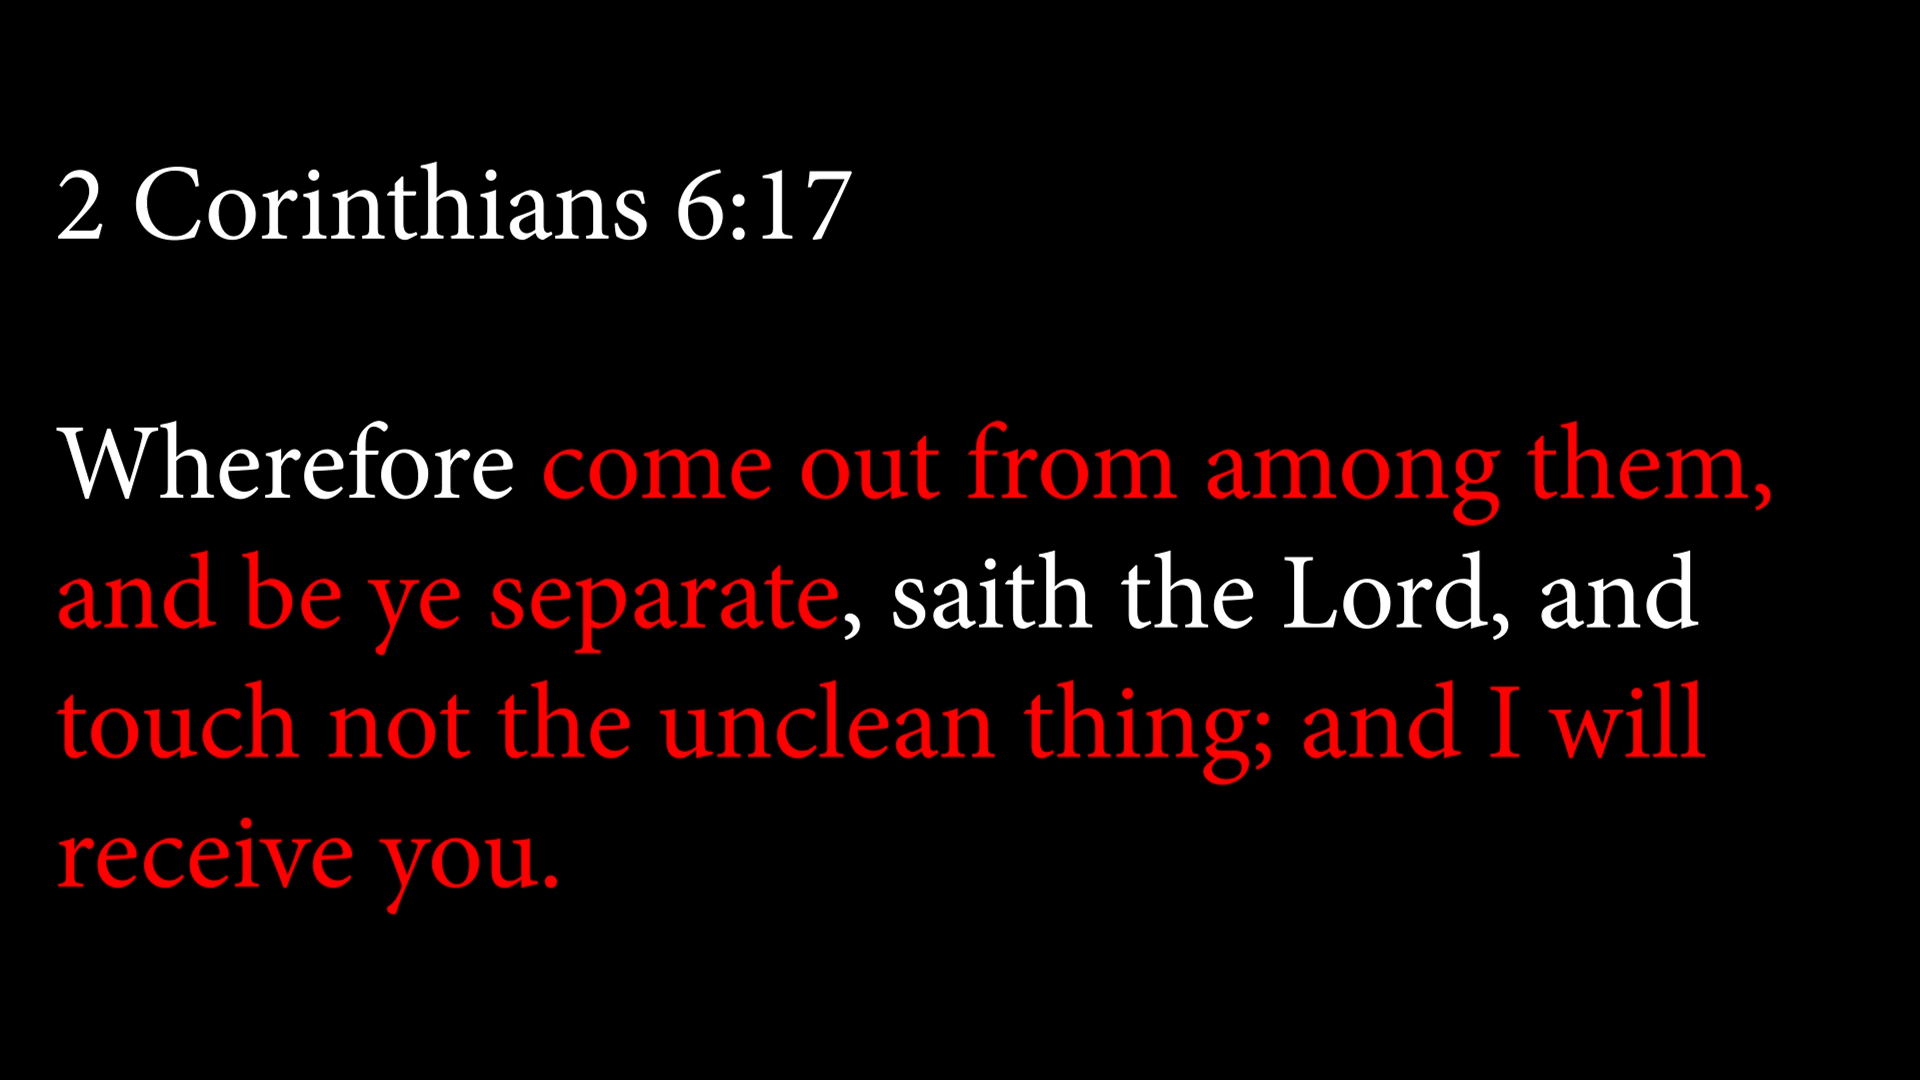 2 Corinthians 6:17
Wherefore come out from among them,
and be ye separate, saith the Lord, and
touch not the unclean thing; and I will
receive you.